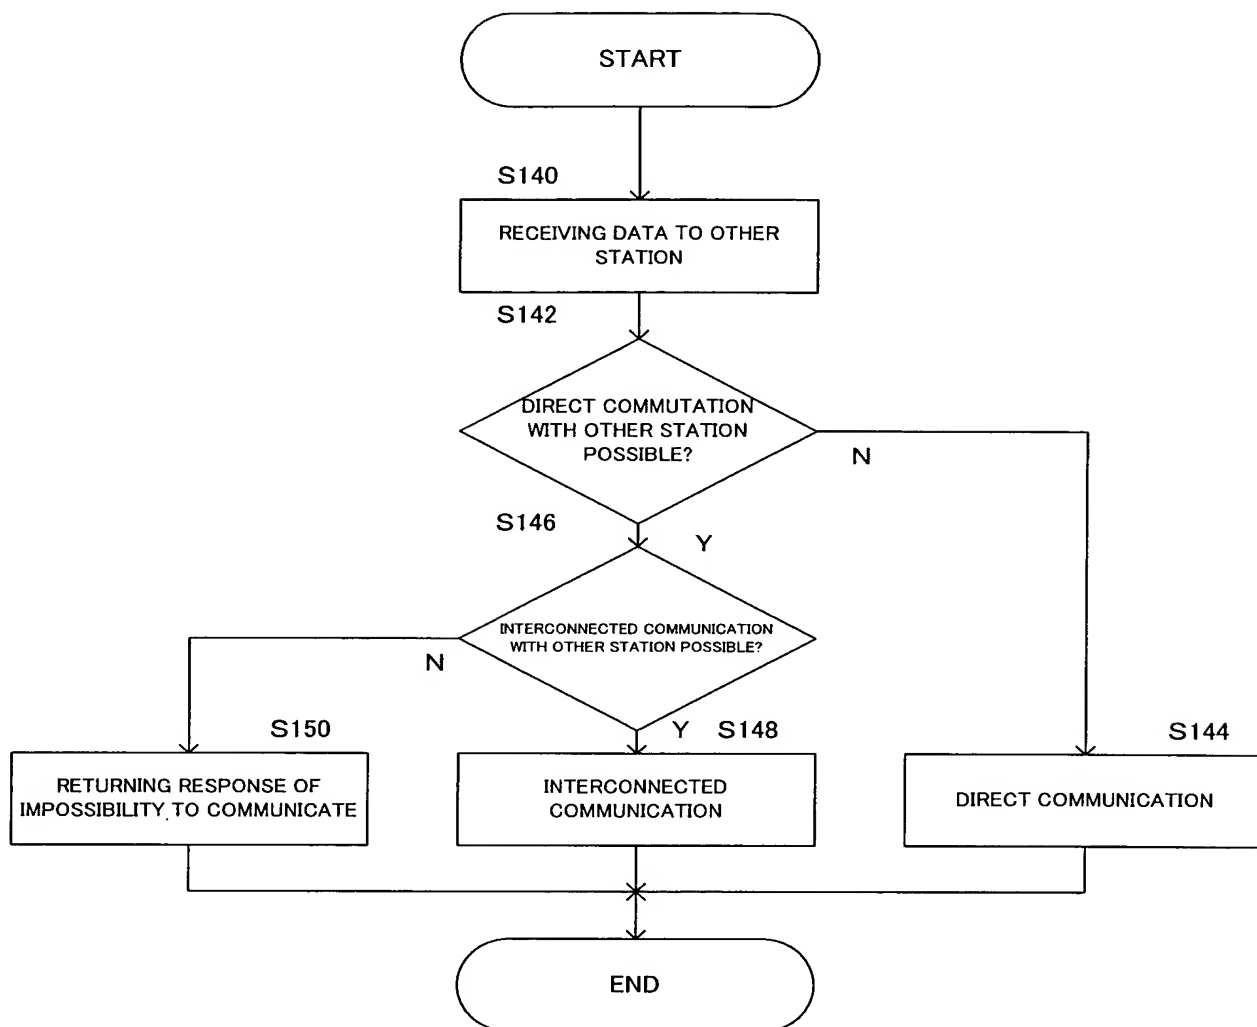 START
S140
RECEIVING DATA TO OTHER
STATION
S142
DIRECT COMMUTATION
WITH OTHER STATION
POSSIBLE?
N
S146
Y
INTERCONNECTED COMMUNICATION
WITH OTHER STATION POSSIBLE?
N
S150
Y
S148
S144
RETURNING RESPONSE OF
IMPOSSIBILITY TO COMMUNICATE
INTERCONNECTED
COMMUNICATION
DIRECT COMMUNICATION
END